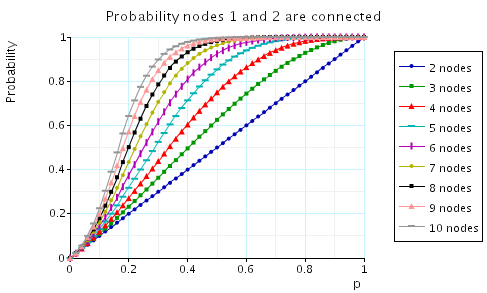 Probability nodes 1 and 2 are connected
Probability
1
0.8
0.6
0.4
0.2
0
0
0.2
0.4
0.6
0.8
1
p
2 nodes
3 nodes
4 nodes
5 nodes
6 nodes
7 nodes
8 nodes
9 nodes
10 nodes